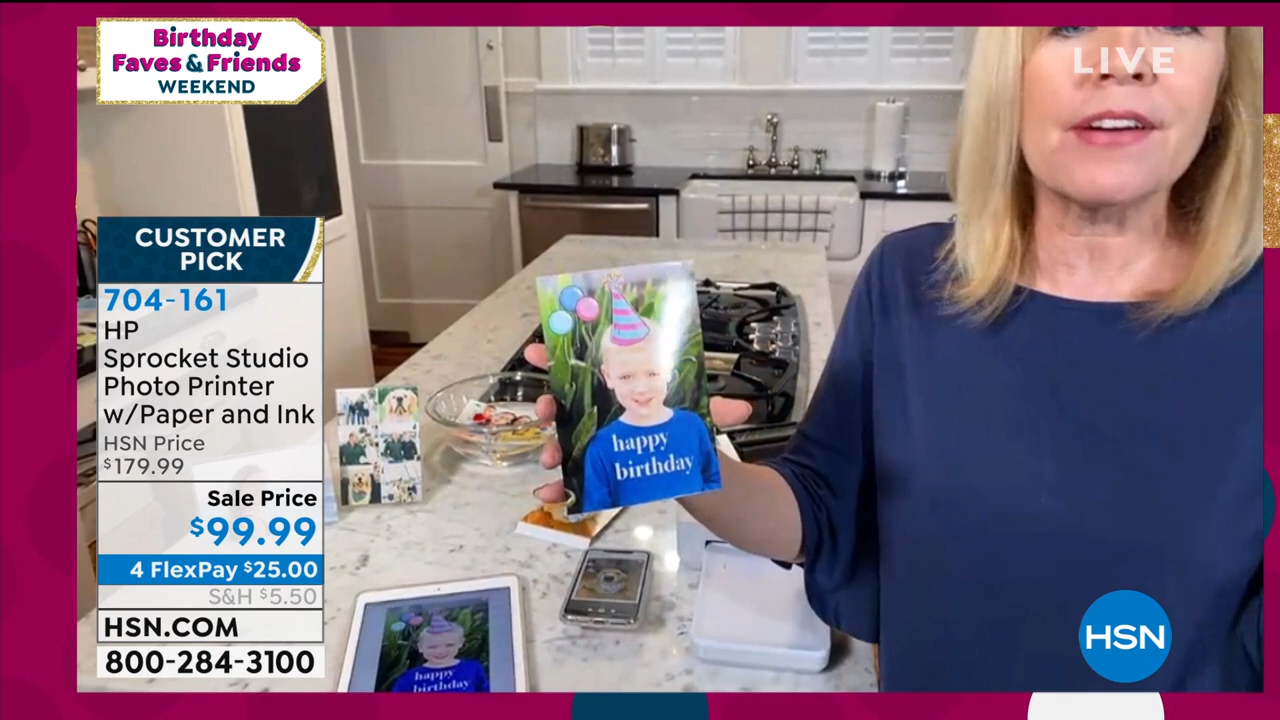 Birthday
Faves & Friends
WEEKEND
LIVE
CUSTOMER
PICK
704-161
HP
Sprocket Studio
Photo Printer
w/Paper and Ink
HSN Price
$179.99
Sale Price
$99.99
4 FlexPay $25.00
S&H $5.50
HSN.COM
800-284-3100
happy
birthday
happy
birthday
HSN